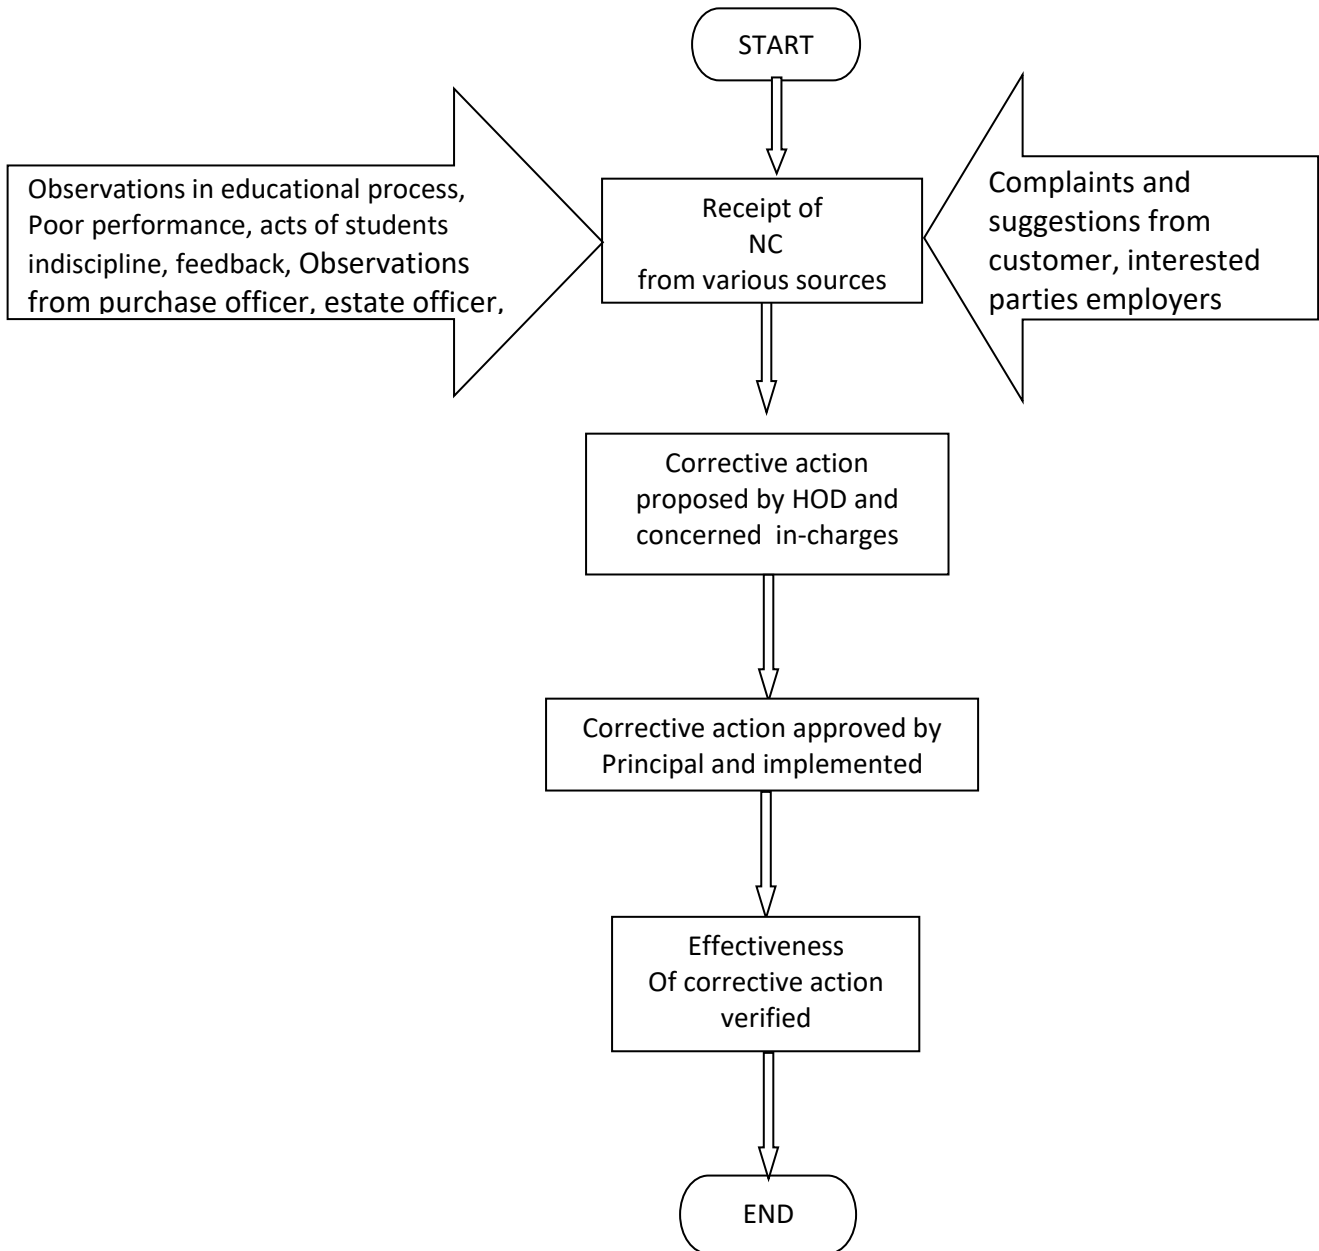 START
Observations in educational process,
Poor performance, acts of students
indiscipline, feedback, Observations
from purchase officer, estate officer,
Receipt of
NC
from various sources
Complaints and
suggestions from
customer, interested
parties employers
Corrective action
proposed by HOD and
concerned in-charges
Corrective action approved by
Principal and implemented
Effectiveness
Of corrective action
verified
END